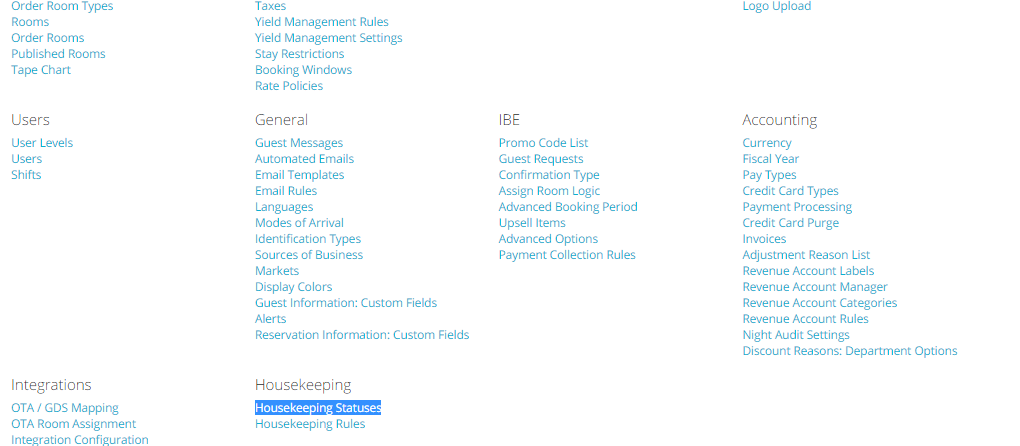 Order Room Types
Rooms
Order Rooms
Published Rooms
Tape Chart
Taxes
Yield Management Rules
Yield Management Settings
Stay Restrictions
Booking Windows
Rate Policies
Logo Upload
Users
User Levels
Users
Shifts
General
Guest Messages
Automated Emails
Email Templates
Email Rules
Languages
Modes of Arrival
Identification Types
Sources of Business
Markets
Display Colors
Guest Information: Custom Fields
Alerts
Reservation Information: Custom Fields
IBE
Promo Code List
Guest Requests
Confirmation Type
Assign Room Logic
Advanced Booking Period
Upsell Items
Advanced Options
Payment Collection Rules
Accounting
Currency
Fiscal Year
Pay Types
Credit Card Types
Payment Processing
Credit Card Purge
Invoices
Adjustment Reason List
Revenue Account Labels
Revenue Account Manager
Revenue Account Categories
Revenue Account Rules
Night Audit Settings
Discount Reasons: Department Options
Integrations
OTA / GDS Mapping
OTA Room Assignment
Integration Configuration
Housekeeping
Housekeeping Statuses
Housekeeping Rules